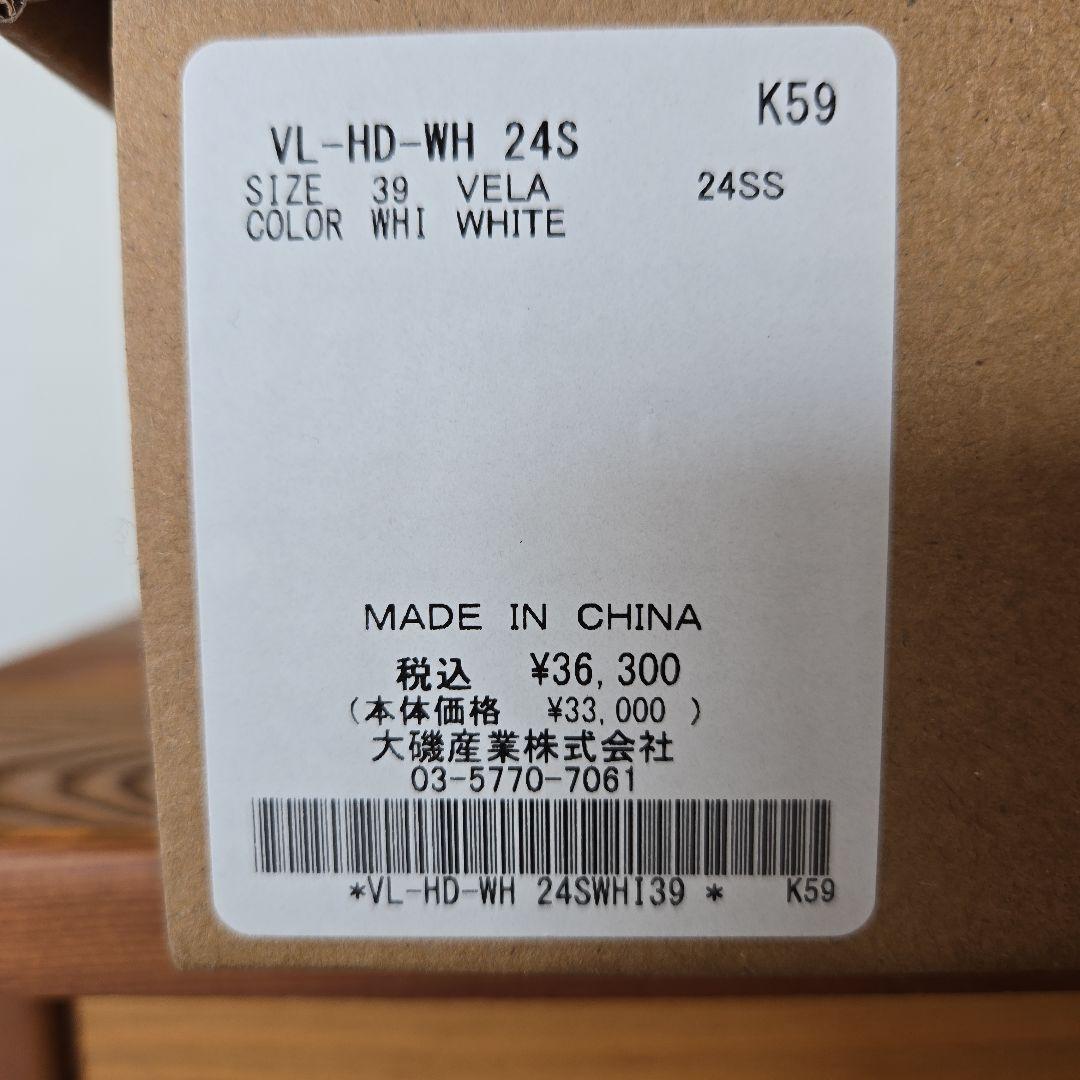 K59
VL-HD-WH 24S
SIZE 39 VELA 24SS
COLOR WHI WHITE
MADE IN CHINA
税込 ¥36,300
(本体価格 ¥33,000 )
大磯産業株式会社
03-5770-7061
*VL-HD-WH 24SWHI39 * K59